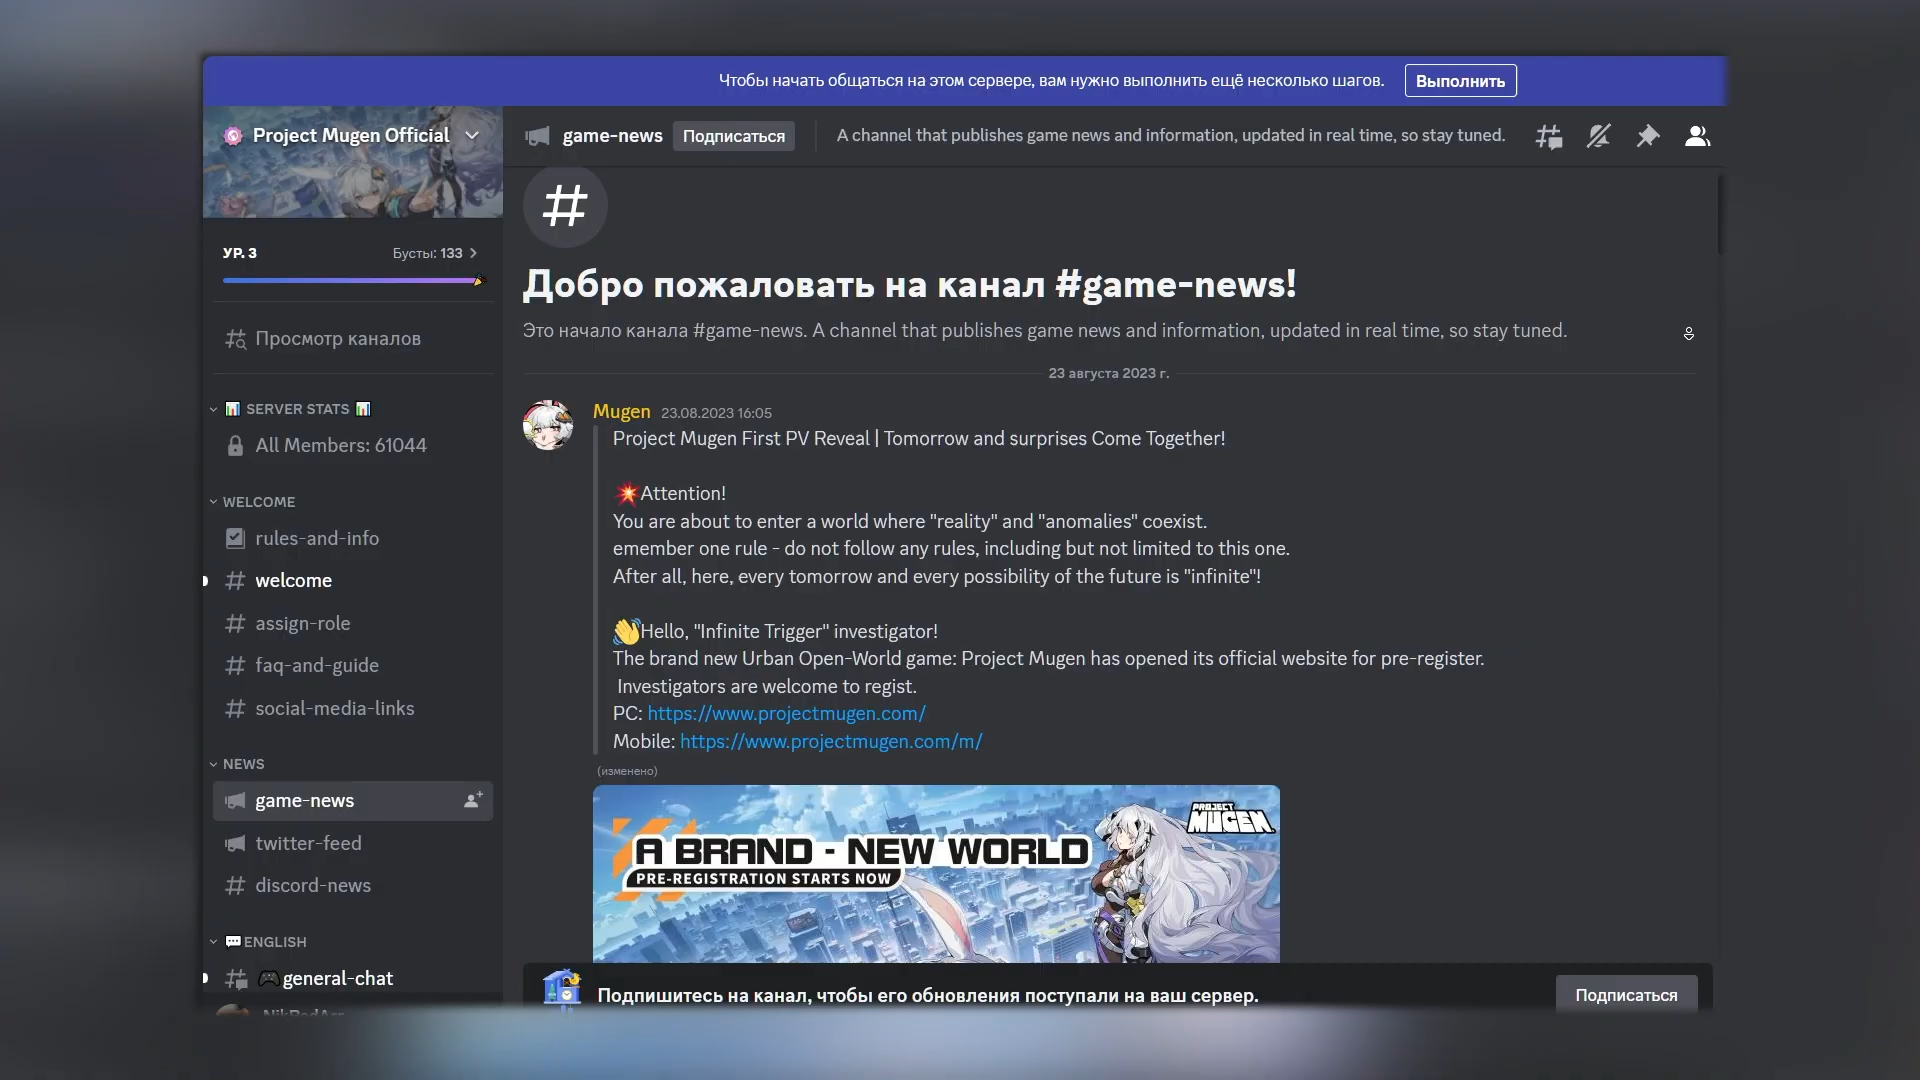 Чтобы начать общаться на этом сервере, вам нужно выполнить ещё несколько шагов.
Выполнить
Project Mugen Official
game-news
Подписаться
A channel that publishes game news and information, updated in real time, so stay tuned.
УР. 3
Бусты: 133
Просмотр каналов
SERVER STATS
All Members: 61044
WELCOME
rules-and-info
welcome
assign-role
faq-and-guide
social-media-links
NEWS
game-news
twitter-feed
discord-news
ENGLISH
general-chat
Добро пожаловать на канал #game-news!
Это начало канала #game-news. A channel that publishes game news and information, updated in real time, so stay tuned.
23 августа 2023 г.
Mugen 23.08.2023 16:05
Project Mugen First PV Reveal | Tomorrow and surprises Come Together!
Attention!
You are about to enter a world where "reality" and "anomalies" coexist.
emember one rule - do not follow any rules, including but not limited to this one.
After all, here, every tomorrow and every possibility of the future is "infinite"!
Hello, "Infinite Trigger" investigator!
The brand new Urban Open-World game: Project Mugen has opened its official website for pre-register.
Investigators are welcome to regist.
PC: https://www.projectmugen.com/
Mobile: https://www.projectmugen.com/m/
(изменено)
PROJECT
MUGEN
A BRAND - NEW WORLD
PRE-REGISTRATION STARTS NOW
Подпишитесь на канал, чтобы его обновления поступали на ваш сервер.
Подписаться